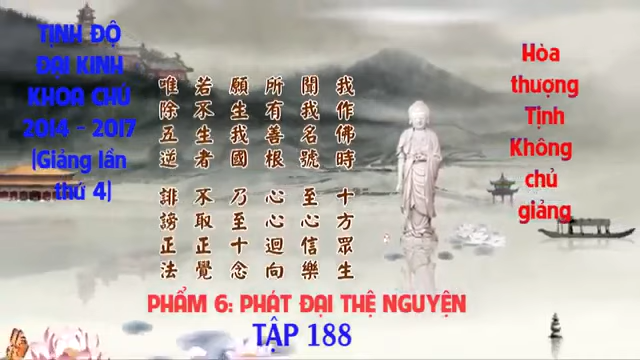 TỊNH ĐỘ
ĐẠI KINH
KHOA CHÚ
2014 - 2017
|Giảng lần
thứ 4|
我作佛時 十方眾生
聞我名號 至心信樂
所有善根 心心迴向
願生我國 乃至十念
若不生者 不取正覺
唯除五逆 誹謗正法
Hòa
thượng
Tịnh
Không
chủ
giảng
PHẨM 6: PHÁT ĐẠI THỆ NGUYỆN
TẬP 188